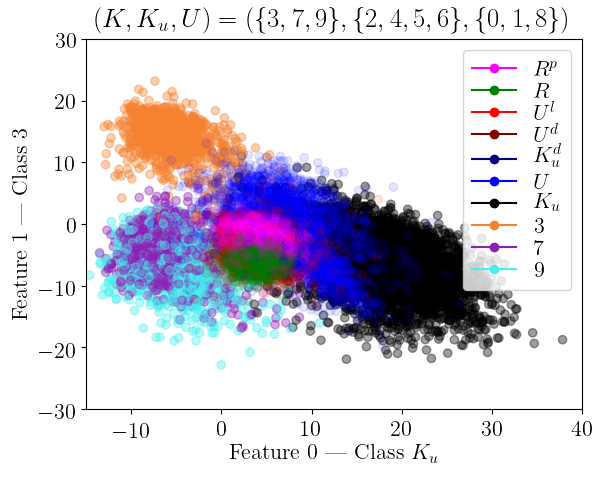 (K, K_u, U) = ({3, 7, 9}, {2, 4, 5, 6}, {0, 1, 8})
30
20
10
0
−10
−20
−30
Feature 1 — Class 3
−10
0
10
20
30
40
Feature 0 — Class K_u
R^p
R
U^l
U^d
K_u^d
U
K_u
3
7
9